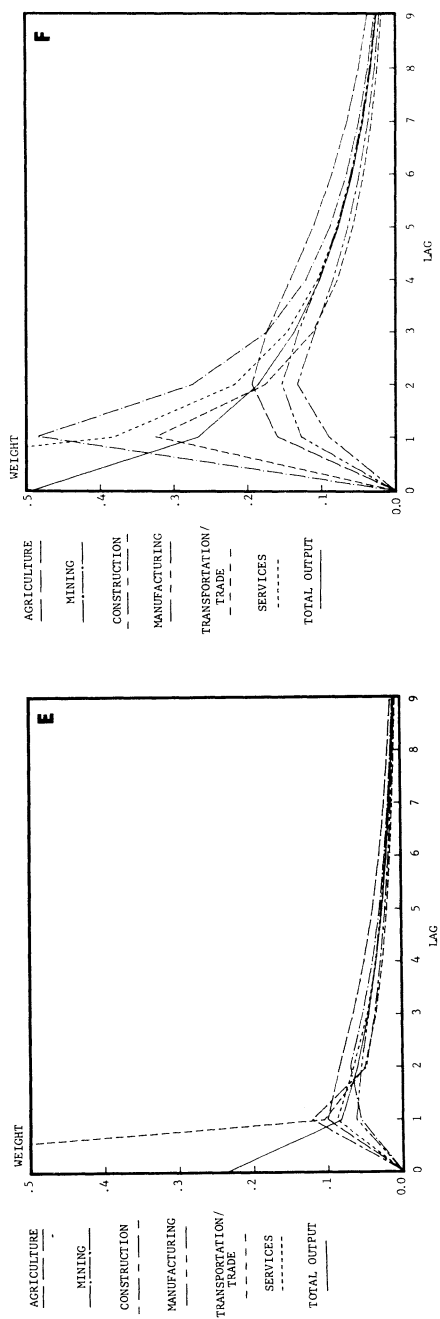 AGRICULTURE
MINING
CONSTRUCTION
MANUFACTURING
TRANSPORTATION/
TRADE
SERVICES
TOTAL OUTPUT
WEIGHT
E
.5
.4
.3
.2
.1
0.0
0 1 2 3 4 5 6 7 8 9
LAG
AGRICULTURE
MINING
CONSTRUCTION
MANUFACTURING
TRANSPORTATION/
TRADE
SERVICES
TOTAL OUTPUT
WEIGHT
F
.5
.4
.3
.2
.1
0.0
0 1 2 3 4 5 6 7 8 9
LAG